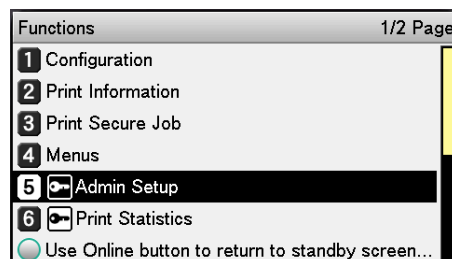 Functions 1/2 Page
1 Configuration
2 Print Information
3 Print Secure Job
4 Menus
5 Admin Setup
6 Print Statistics
Use Online button to return to standby screen...